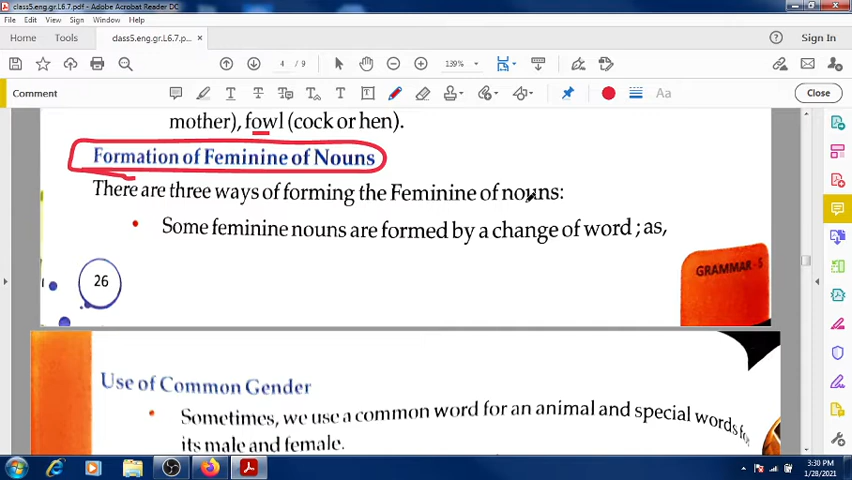 class5.eng.gr.L6.7.pdf - Adobe Acrobat Reader DC
File Edit View Sign Window Help
Home Tools class5.eng.gr.L6.7.p... × ? Sign In
4 / 9 139%
Comment T T T Aa Close
mother), fowl (cock or hen).
Formation of Feminine of Nouns
There are three ways of forming the Feminine of nouns:
• Some feminine nouns are formed by a change of word ; as,
26
GRAMMAR - 5
Use of Common Gender
• Sometimes, we use a common word for an animal and special words for
its male and female.
3:30 PM
1/28/2021